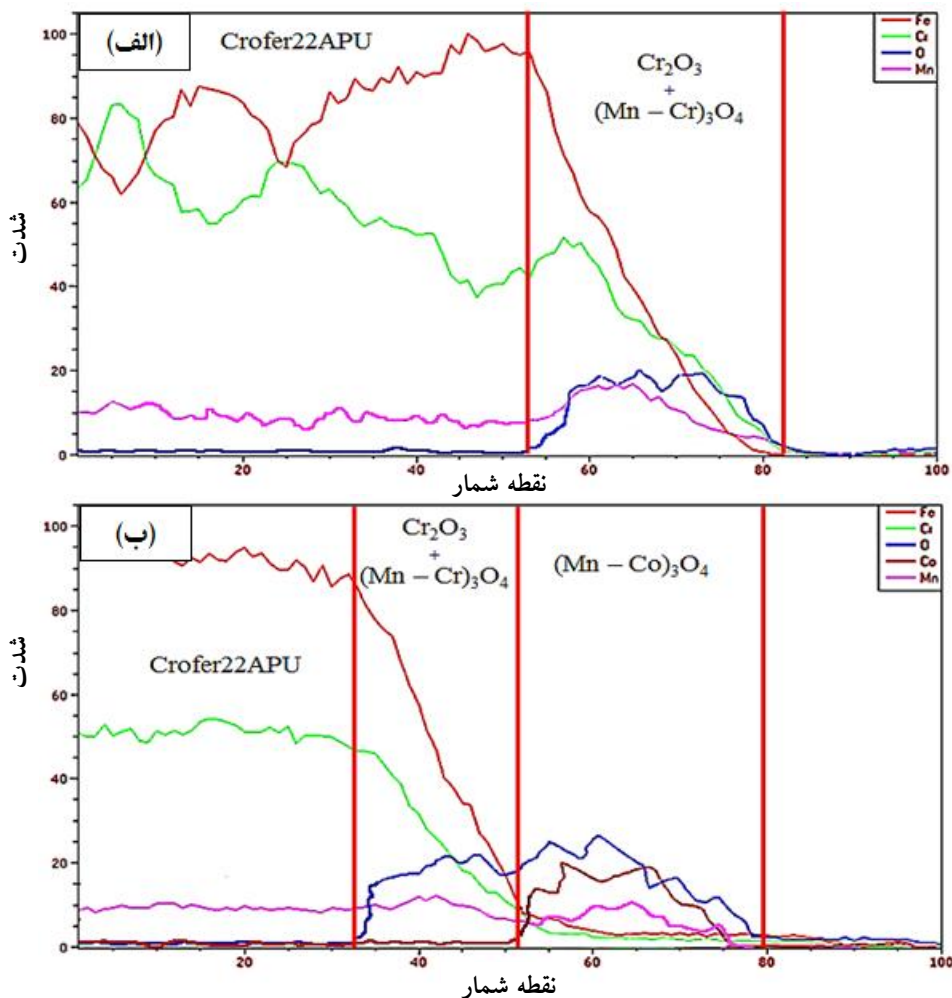 (الف)
Crofer22APU
Cr₂O₃
+
(Mn – Cr)₃O₄
Fe
Cr
O
Mn
شدت
100
80
60
40
20
0
20
40
60
80
100
نقطه شمار
(ب)
Crofer22APU
Cr₂O₃
+
(Mn – Cr)₃O₄
(Mn – Co)₃O₄
Fe
Cr
O
Co
Mn
شدت
100
80
60
40
20
0
20
40
60
80
100
نقطه شمار